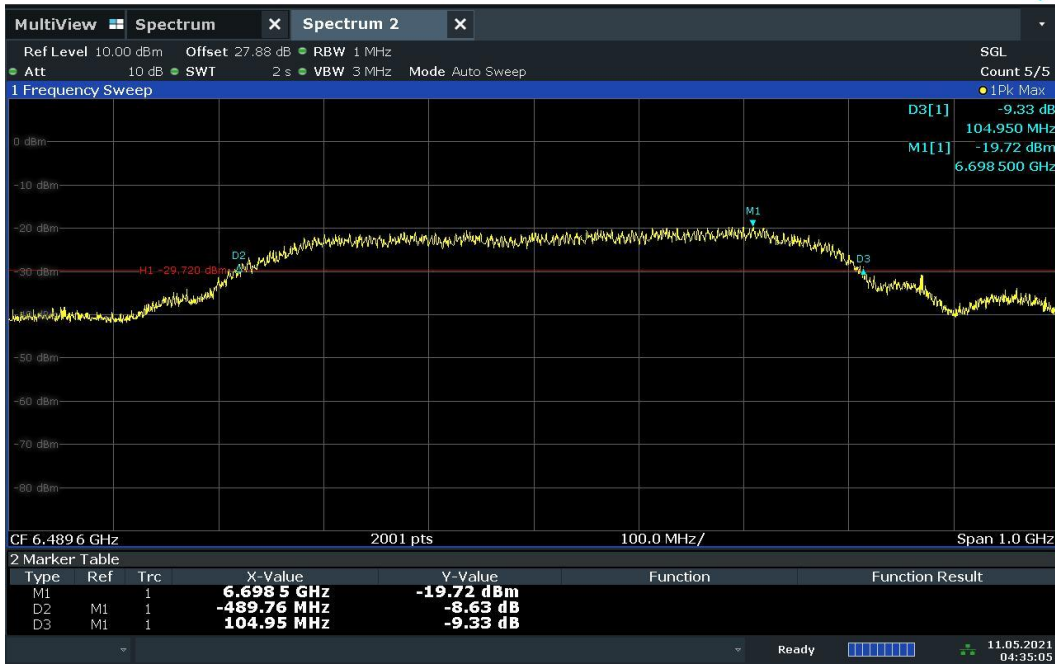 MultiView Spectrum X Spectrum 2 X
Ref Level 10.00 dBm Offset 27.88 dB RBW 1 MHz SGL
Att 10 dB SWT 2 s VBW 3 MHz Mode Auto Sweep Count 5/5
1 Frequency Sweep 1Pk Max
D3[1] -9.33 dB
104.950 MHz
0 dBm
M1[1] -19.72 dBm
6.698 500 GHz
-10 dBm
M1
-20 dBm
D2
D3
-30 dBm H1 -29.720 dBm
-50 dBm
-60 dBm
-70 dBm
-80 dBm
CF 6.4896 GHz 2001 pts 100.0 MHz/ Span 1.0 GHz
2 Marker Table
Type Ref Trc X-Value Y-Value Function Function Result
M1 1 6.698 5 GHz -19.72 dBm
D2 M1 1 -489.76 MHz -8.63 dB
D3 M1 1 104.95 MHz -9.33 dB
Ready 11.05.2021
04:35:05